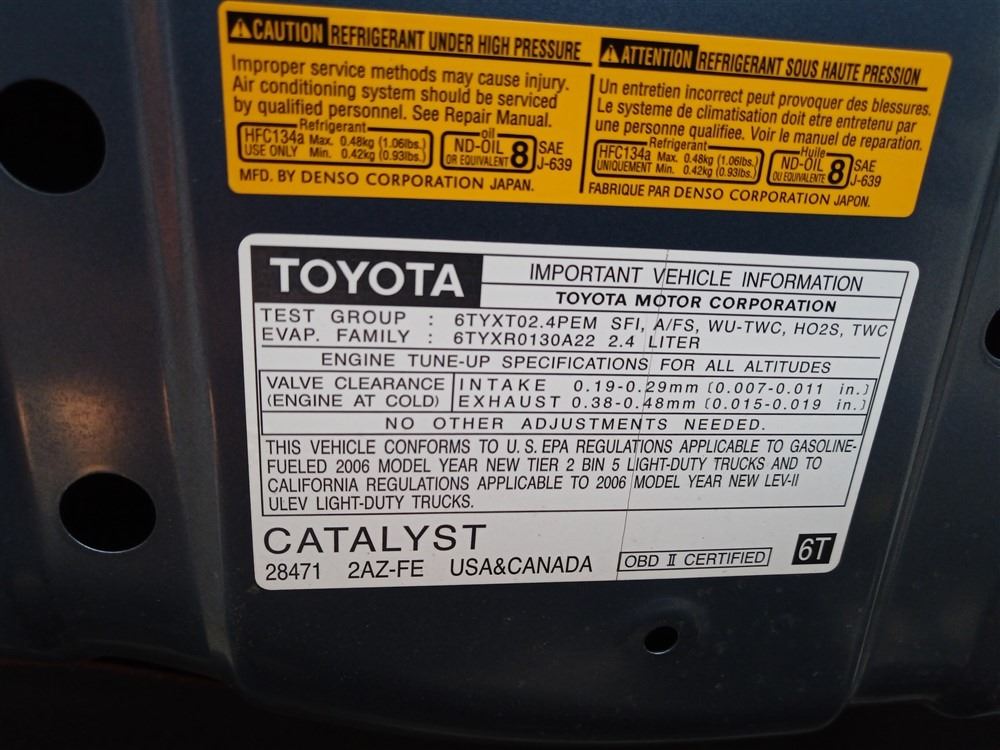 CAUTION REFRIGERANT UNDER HIGH PRESSURE
Improper service methods may cause injury.
Air conditioning system should be serviced
by qualified personnel. See Repair Manual.
Refrigerant
HFC134a Max. 0.48kg (1.06lbs.)
USE ONLY Min. 0.42kg (0.93lbs.)
oil
ND-OIL 8
OR EQUIVALENT
SAE
J-639
MFD. BY DENSO CORPORATION JAPAN.
ATTENTION REFRIGERANT SOUS HAUTE PRESSION
Un entretien incorrect peut provoquer des blessures.
Le systeme de climatisation doit etre entretenu par
une personne qualifiee. Voir le manuel de reparation.
Refrigerant
HFC134a Max. 0.48kg (1.06lbs.)
UNIQUEMENT Min. 0.42kg (0.93lbs.)
Huile
ND-OIL 8
OU EQUIVALENTE
SAE
J-639
FABRIQUE PAR DENSO CORPORATION JAPON.
TOYOTA
IMPORTANT VEHICLE INFORMATION
TOYOTA MOTOR CORPORATION
TEST GROUP : 6TYXT02.4PEM SFI, A/FS, WU-TWC, HO2S, TWC
EVAP. FAMILY : 6TYXR0130A22 2.4 LITER
ENGINE TUNE-UP SPECIFICATIONS FOR ALL ALTITUDES
VALVE CLEARANCE INTAKE 0.19-0.29mm (0.007-0.011 in.)
(ENGINE AT COLD) EXHAUST 0.38-0.48mm (0.015-0.019 in.)
NO OTHER ADJUSTMENTS NEEDED.
THIS VEHICLE CONFORMS TO U.S. EPA REGULATIONS APPLICABLE TO GASOLINE-
FUELED 2006 MODEL YEAR NEW TIER 2 BIN 5 LIGHT-DUTY TRUCKS AND TO
CALIFORNIA REGULATIONS APPLICABLE TO 2006 MODEL YEAR NEW LEV-II
ULEV LIGHT-DUTY TRUCKS.
CATALYST
28471 2AZ-FE USA&CANADA OBD II CERTIFIED 6T